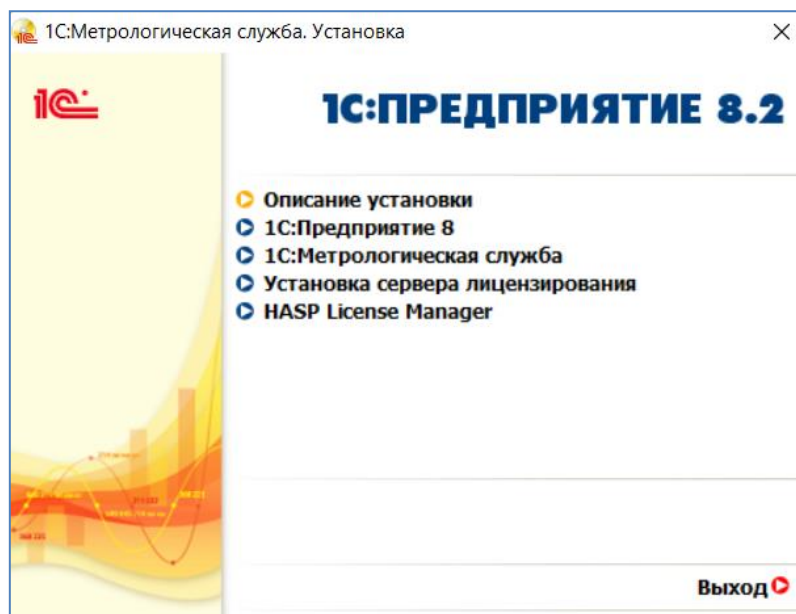 1С:Метрологическая служба. Установка
1С:ПРЕДПРИЯТИЕ 8.2
Описание установки
1С:Предприятие 8
1С:Метрологическая служба
Установка сервера лицензирования
HASP License Manager
Выход